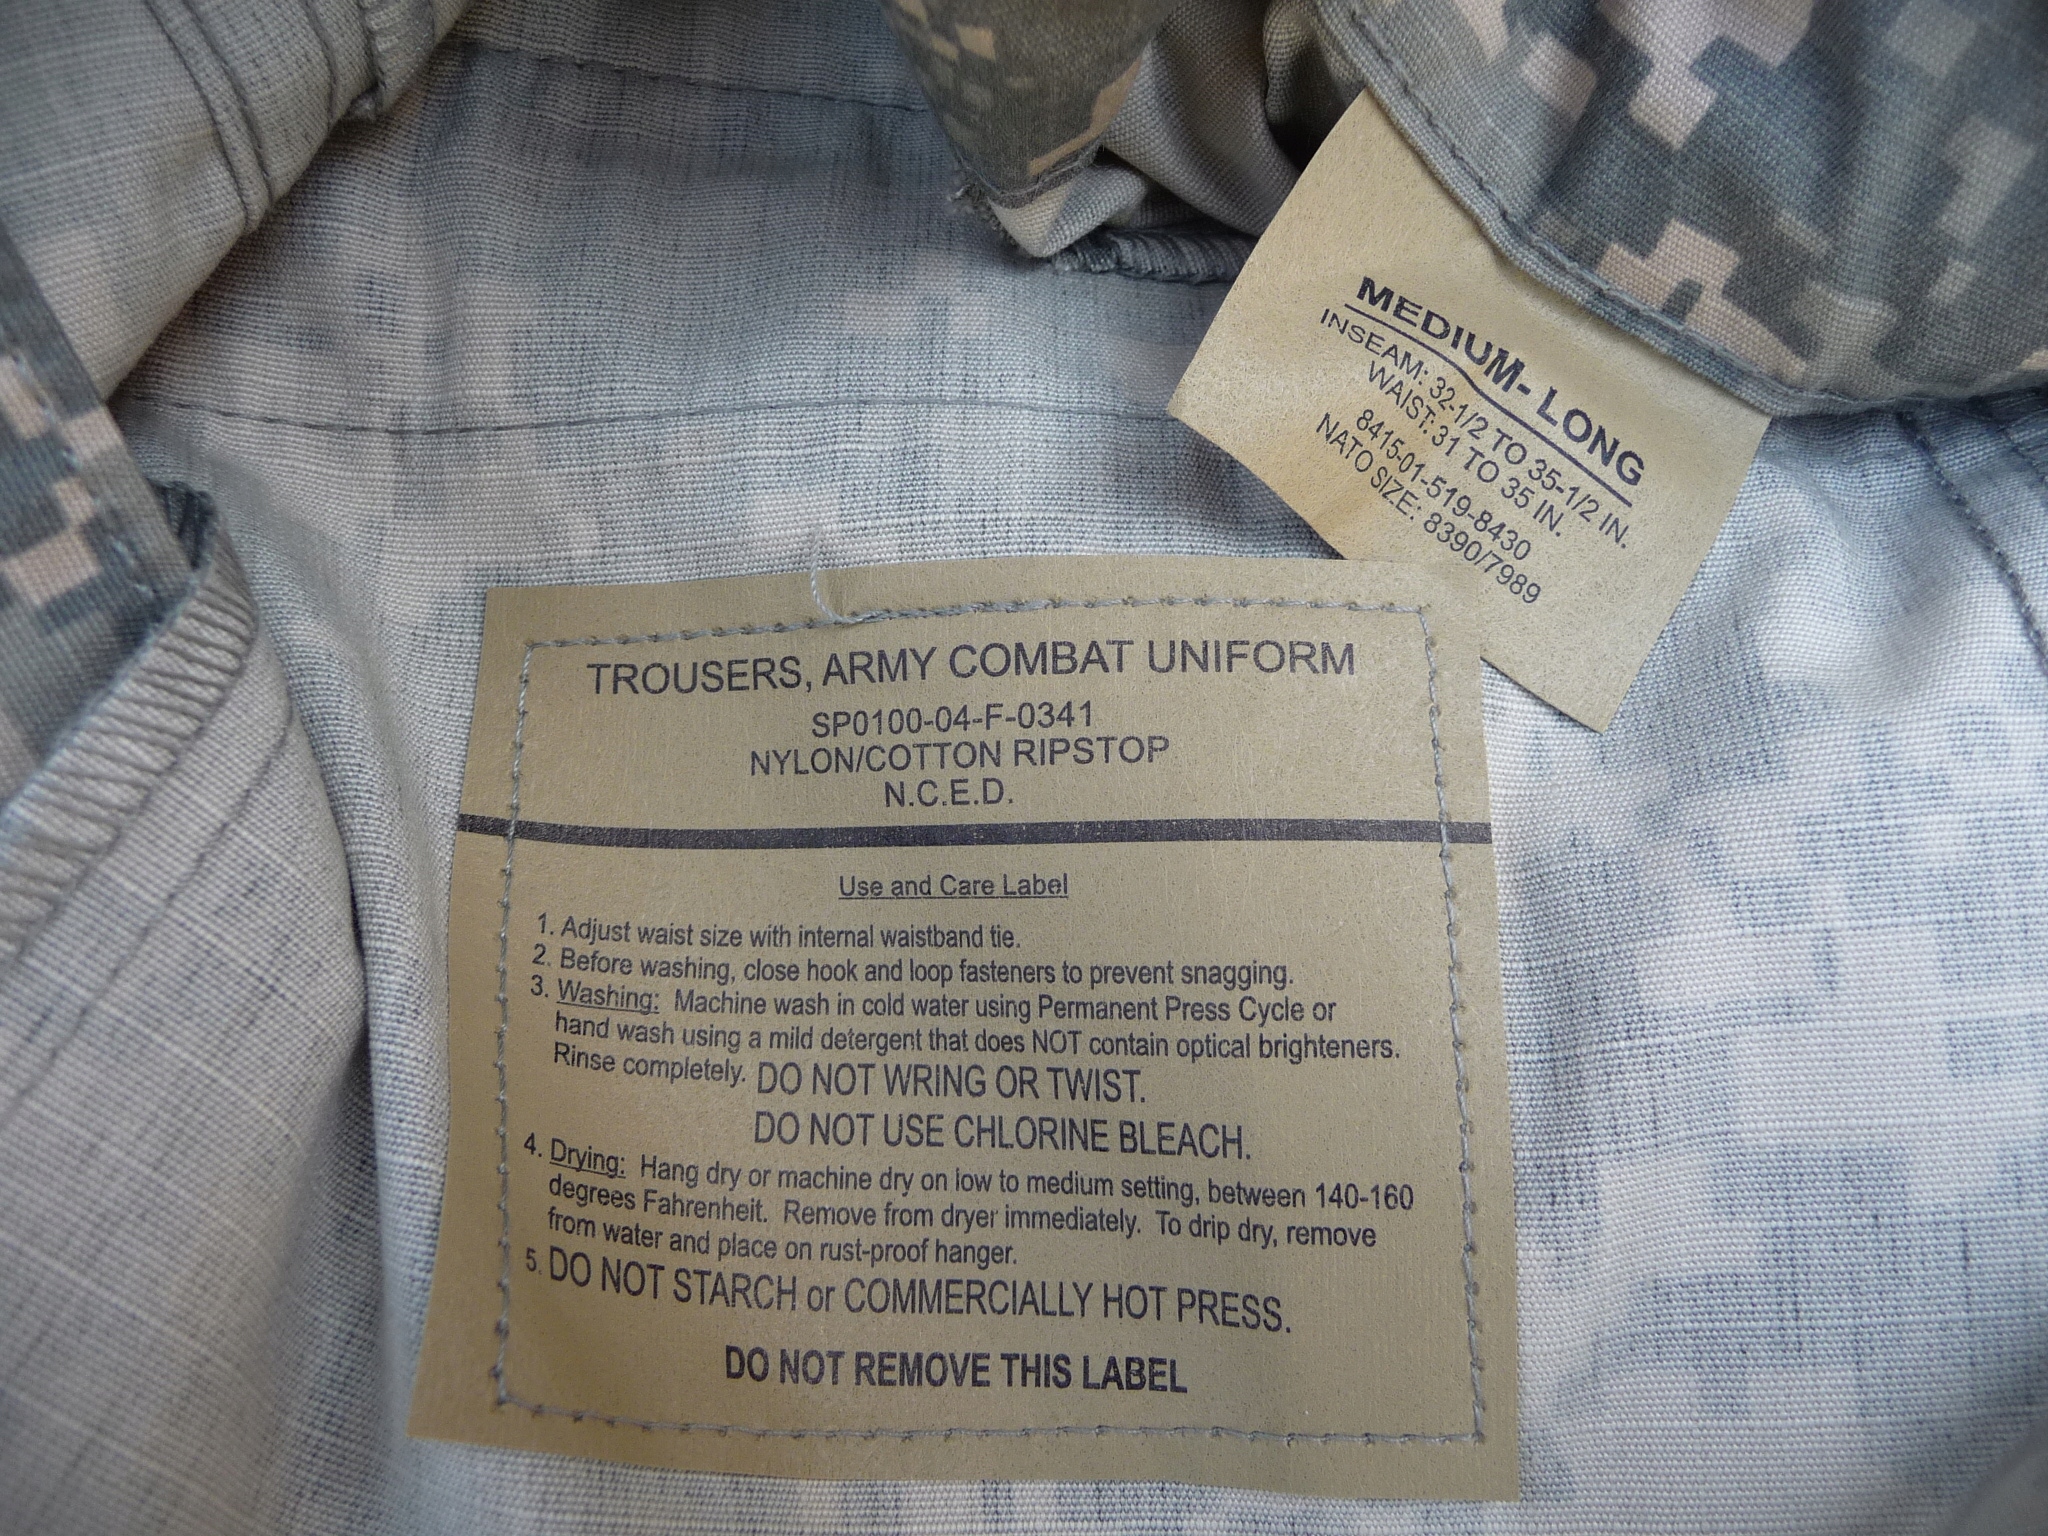 MEDIUM- LONG
INSEAM: 32-1/2 TO 35-1/2 IN.
WAIST: 31 TO 35 IN.
8415-01-519-8430
NATO SIZE: 8390/7989
TROUSERS, ARMY COMBAT UNIFORM
SP0100-04-F-0341
NYLON/COTTON RIPSTOP
N.C.E.D.
Use and Care Label
1. Adjust waist size with internal waistband tie.
2. Before washing, close hook and loop fasteners to prevent snagging.
3. Washing: Machine wash in cold water using Permanent Press Cycle or
hand wash using a mild detergent that does NOT contain optical brighteners.
Rinse completely. DO NOT WRING OR TWIST.
DO NOT USE CHLORINE BLEACH.
4. Drying: Hang dry or machine dry on low to medium setting, between 140-160
degrees Fahrenheit. Remove from dryer immediately. To drip dry, remove
from water and place on rust-proof hanger.
5. DO NOT STARCH or COMMERCIALLY HOT PRESS.
DO NOT REMOVE THIS LABEL